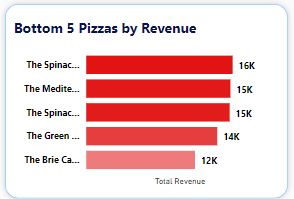 Bottom 5 Pizzas by Revenue
The Spinac... 16K
The Medite... 15K
The Spinac... 15K
The Green ... 14K
The Brie Ca... 12K
Total Revenue